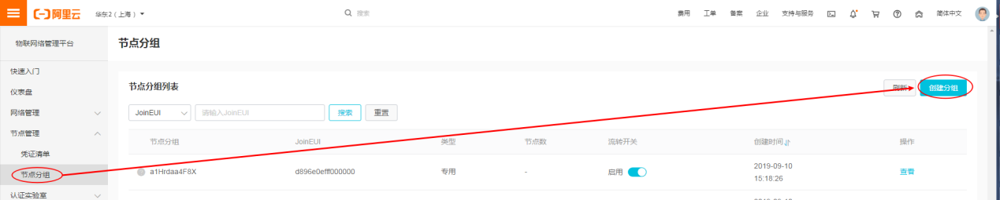 阿里云 华东2（上海） 搜索 费用 工单 备案 企业 支持与服务 简体中文
物联网络管理平台
节点分组
快速入门
仪表盘
网络管理
节点管理
凭证清单
节点分组
认证实验室
节点分组列表
刷新 创建分组
JoinEUI 请输入JoinEUI 搜索 重置
节点分组 JoinEUI 类型 节点数 流转开关 创建时间 操作
a1Hrdaa4F8X d896e0efff000000 专用 - 启用 2019-09-10
15:18:26 查看